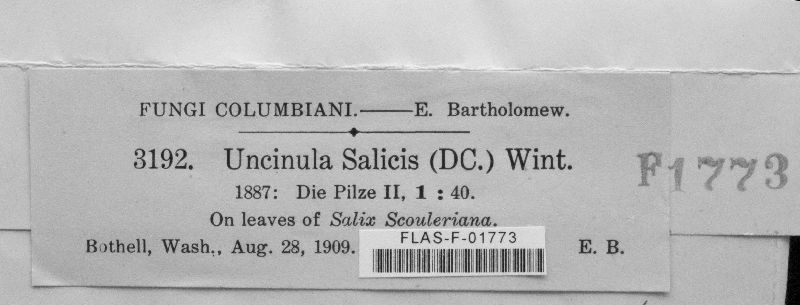 FUNGI COLUMBIANI.——E. Bartholomew.
3192. Uncinula Salicis (DC.) Wint.
1887: Die Pilze II, 1 : 40.
On leaves of Salix Scouleriana.
Bothell, Wash., Aug. 28, 1909. E. B.
FLAS-F-01773
F1773